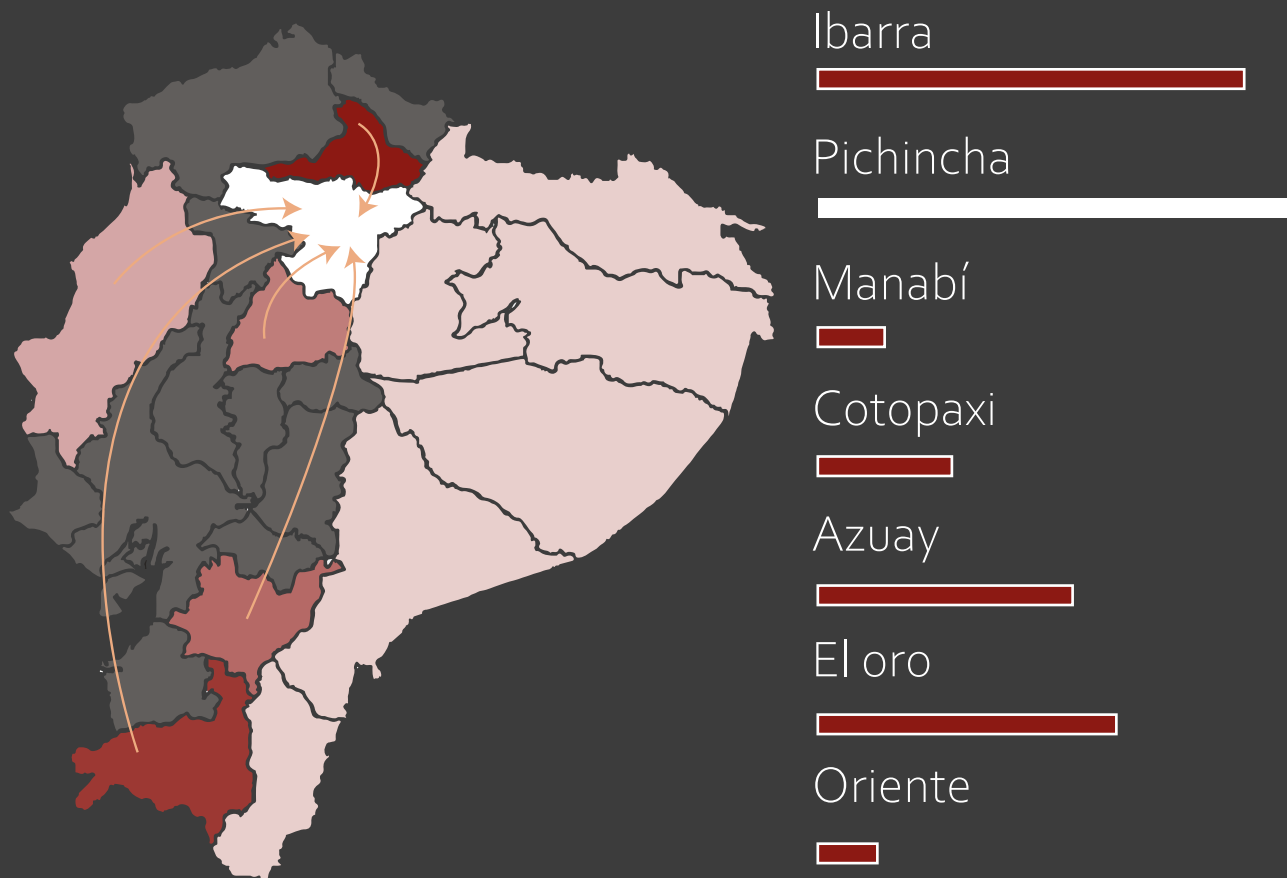 Ibarra
Pichincha
Manabí
Cotopaxi
Azuay
El oro
Oriente